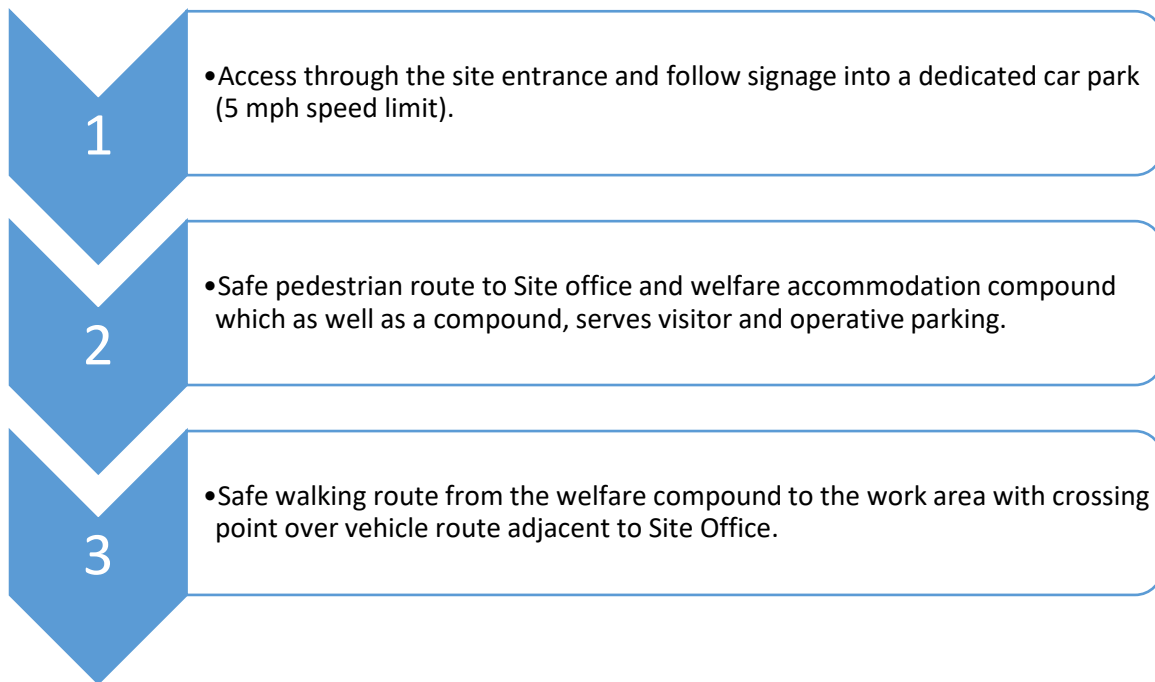 1
•Access through the site entrance and follow signage into a dedicated car park
(5 mph speed limit).
2
•Safe pedestrian route to Site office and welfare accommodation compound
which as well as a compound, serves visitor and operative parking.
3
•Safe walking route from the welfare compound to the work area with crossing
point over vehicle route adjacent to Site Office.